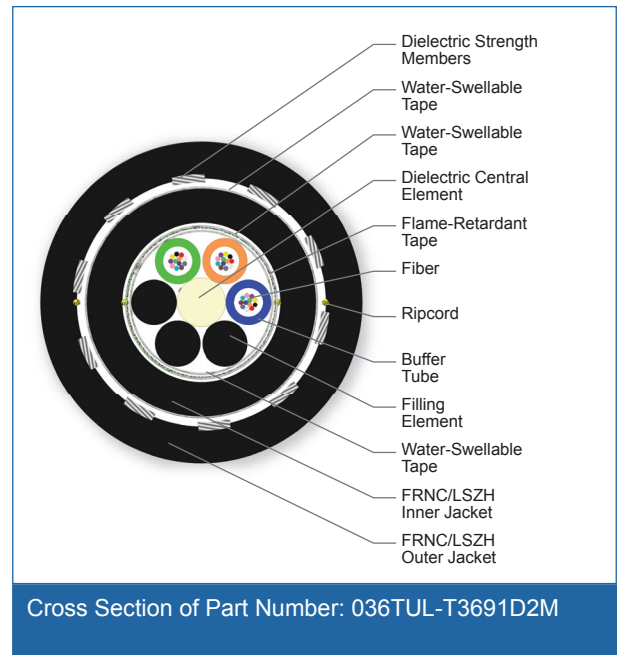 Dielectric Strength
Members
Water-Swellable
Tape
Water-Swellable
Tape
Dielectric Central
Element
Flame-Retardant
Tape
Fiber
Ripcord
Buffer
Tube
Filling
Element
Water-Swellable
Tape
FRNC/LSZH
Inner Jacket
FRNC/LSZH
Outer Jacket
Cross Section of Part Number: 036TUL-T3691D2M